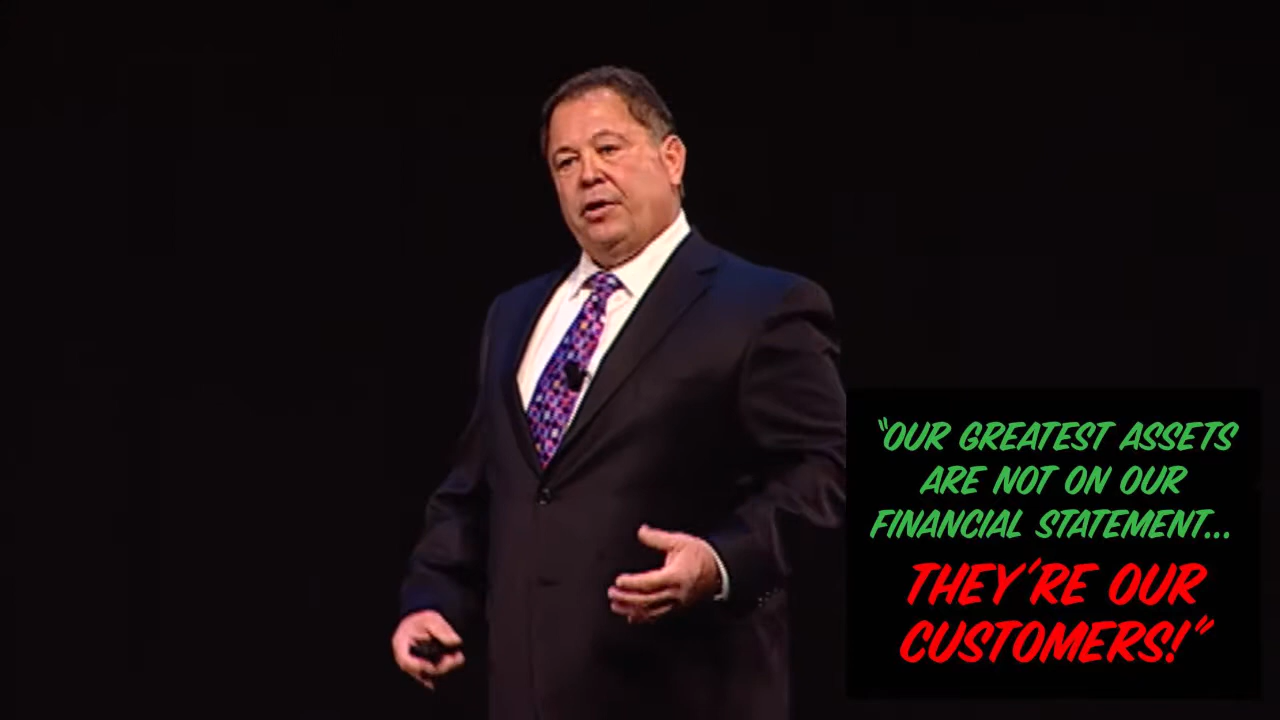 “OUR GREATEST ASSETS
ARE NOT ON OUR
FINANCIAL STATEMENT...
THEY'RE OUR
CUSTOMERS!”